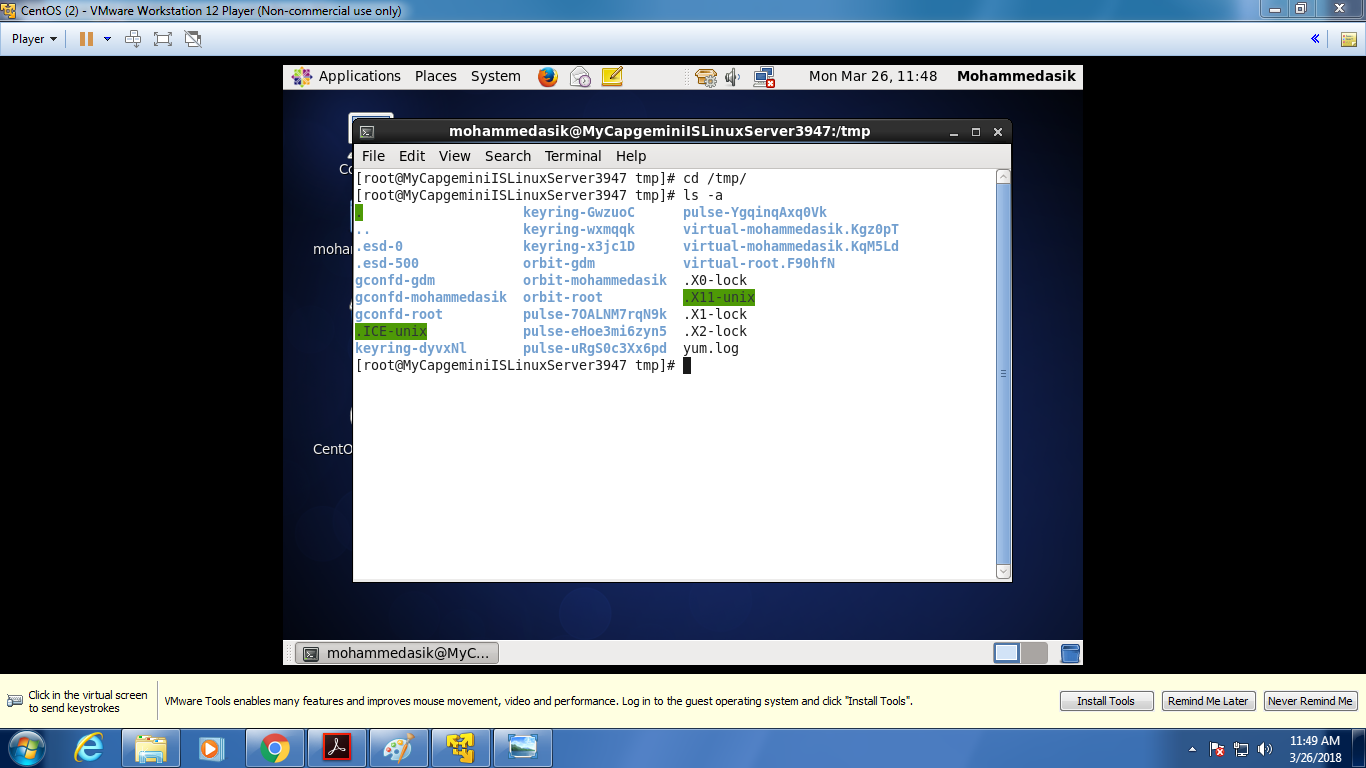 CentOS (2) - VMware Workstation 12 Player (Non-commercial use only)
Player
Applications Places System Mon Mar 26, 11:48 Mohammedasik
mohammedasik@MyCapgeminiISLinuxServer3947:/tmp
File Edit View Search Terminal Help
[root@MyCapgeminiISLinuxServer3947 tmp]# cd /tmp/
[root@MyCapgeminiISLinuxServer3947 tmp]# ls -a
. keyring-GwzuoC pulse-YgqinqAxq0Vk
.. keyring-wxmqqk virtual-mohammedasik.Kgz0pT
.esd-0 keyring-x3jc1D virtual-mohammedasik.KqM5Ld
.esd-500 orbit-gdm virtual-root.F90hfN
gconfd-gdm orbit-mohammedasik .X0-lock
gconfd-mohammedasik orbit-root .X11-unix
gconfd-root pulse-7OALNM7rqN9k .X1-lock
.ICE-unix pulse-eHoe3mi6zyn5 .X2-lock
keyring-dyvxNl pulse-uRgS0c3Xx6pd yum.log
[root@MyCapgeminiISLinuxServer3947 tmp]#
Co
moha
CentO
mohammedasik@MyC...
Click in the virtual screen
to send keystrokes
VMware Tools enables many features and improves mouse movement, video and performance. Log in to the guest operating system and click "Install Tools".
Install Tools Remind Me Later Never Remind Me
11:49 AM
3/26/2018